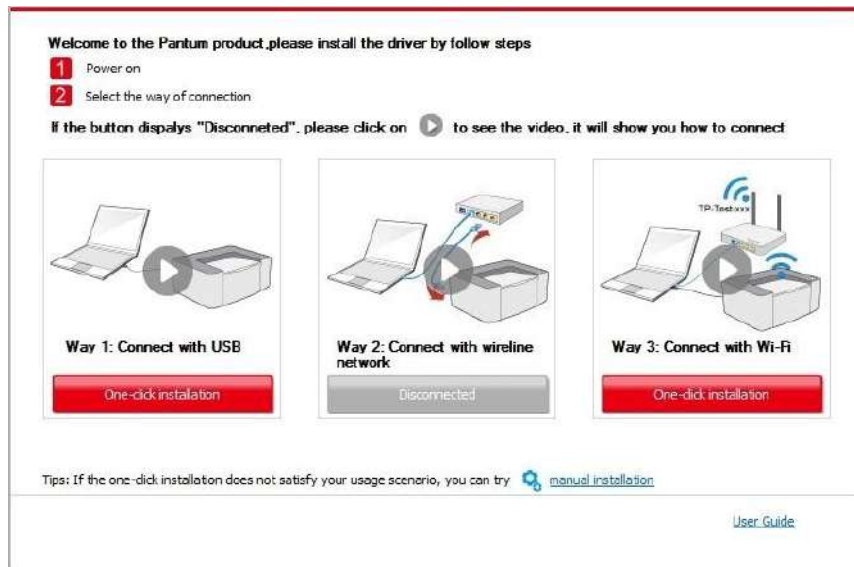 Welcome to the Pantum product,please install the driver by follow steps
1 Power on
2 Select the way of connection
If the button dispalys "Disconneted", please click on to see the video, it will show you how to connect
TP-Test-xxx
Way 1: Connect with USB
Way 2: Connect with wireline
network
Way 3: Connect with Wi-Fi
One-click installation
Disconnected
One-click installation
Tips: If the one-click installation does not satisfy your usage scenario, you can try manual installation
User Guide